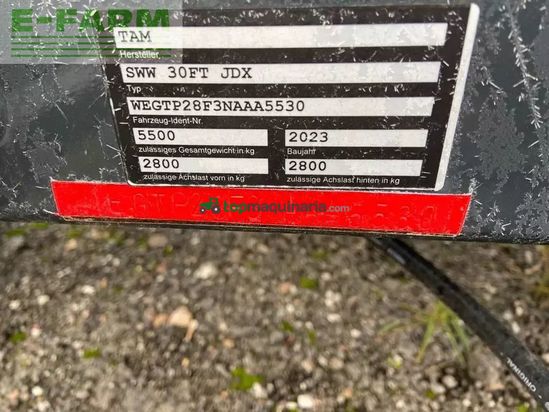 E-FARM
TAM
Hersteller
SWW 30FT JDX
Typ
WEGTP28F3NAAA5530
Fahrzeug-Ident-Nr.
5500 2023
zulässiges Gesamtgewicht in kg Baujahr
2800 2800
zulässige Achslast vorn in kg zulässige Achslast hinten in kg
topmaquinaria.com
ORIGINAL